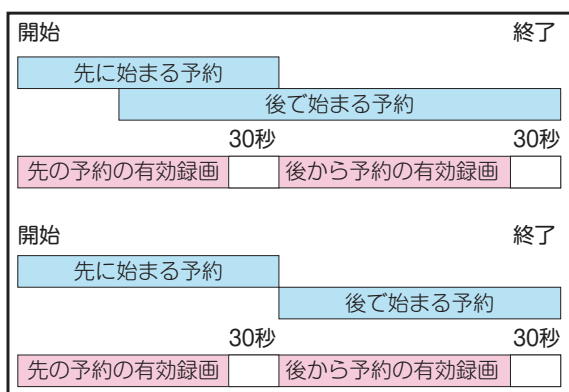 開始 終了
先に始まる予約
後で始まる予約
30秒 30秒
先の予約の有効録画 後から予約の有効録画
開始 終了
先に始まる予約
後で始まる予約
30秒 30秒
先の予約の有効録画 後から予約の有効録画